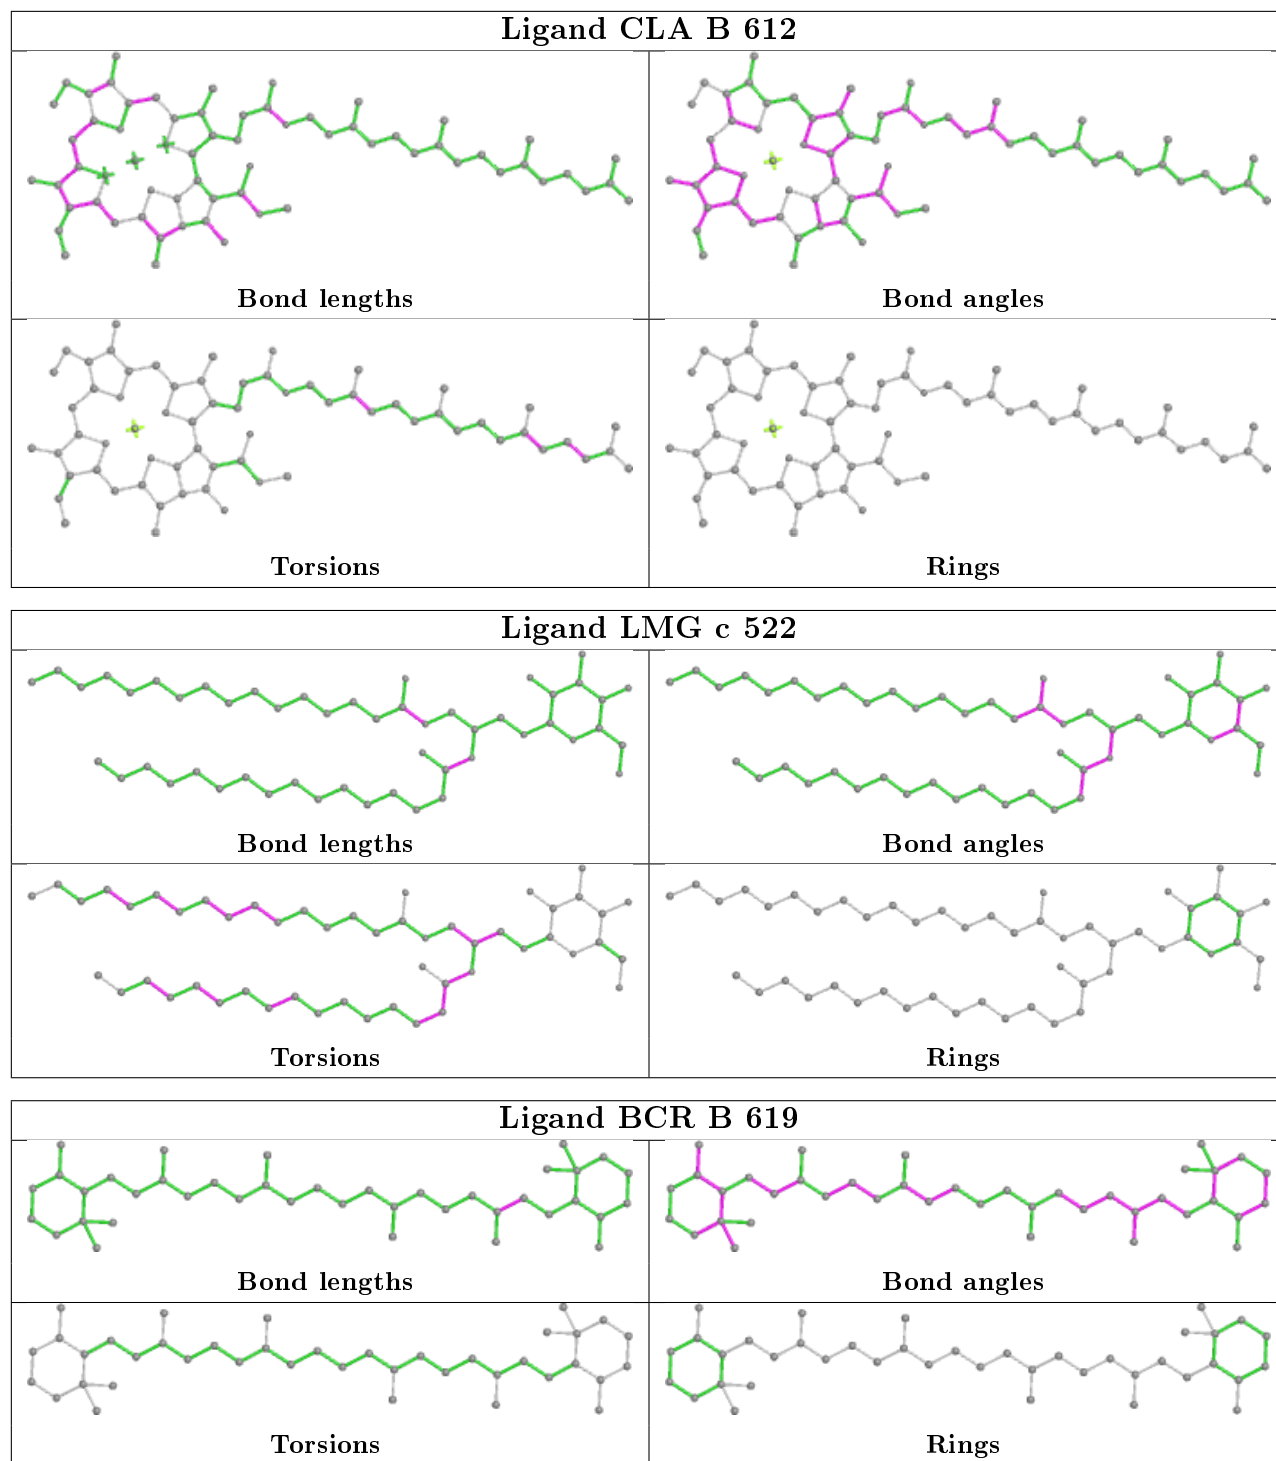 Ligand CLA B 612
Bond lengths
Bond angles
Torsions
Rings
Ligand LMG c 522
Bond lengths
Bond angles
Torsions
Rings
Ligand BCR B 619
Bond lengths
Bond angles
Torsions
Rings